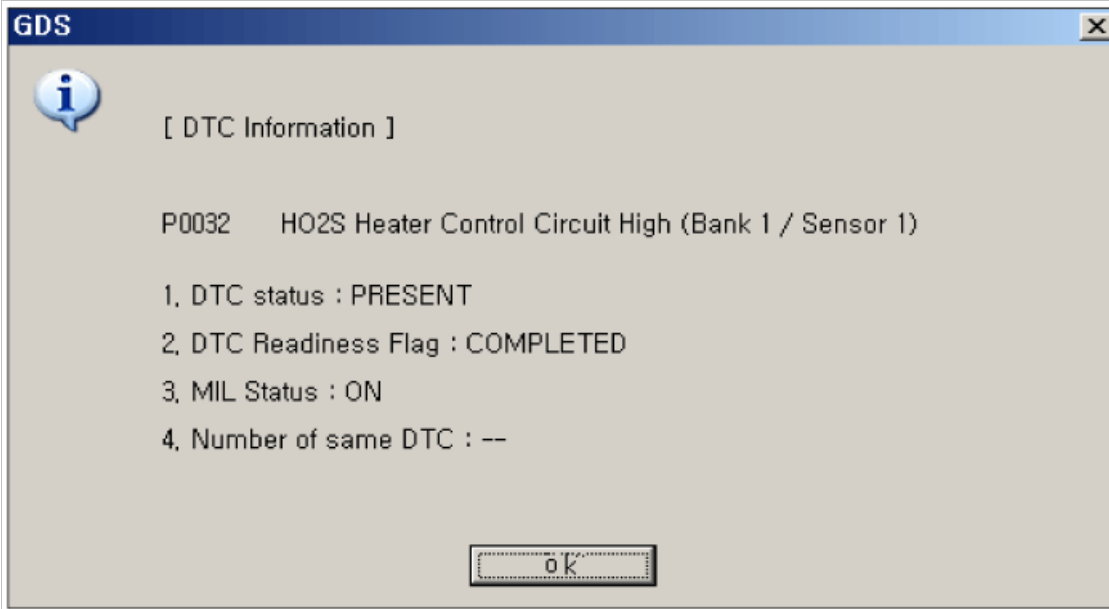 GDS
[ DTC Information ]
P0032 HO2S Heater Control Circuit High (Bank 1 / Sensor 1)
1, DTC status : PRESENT
2, DTC Readiness Flag : COMPLETED
3, MIL Status : ON
4, Number of same DTC : --
ok